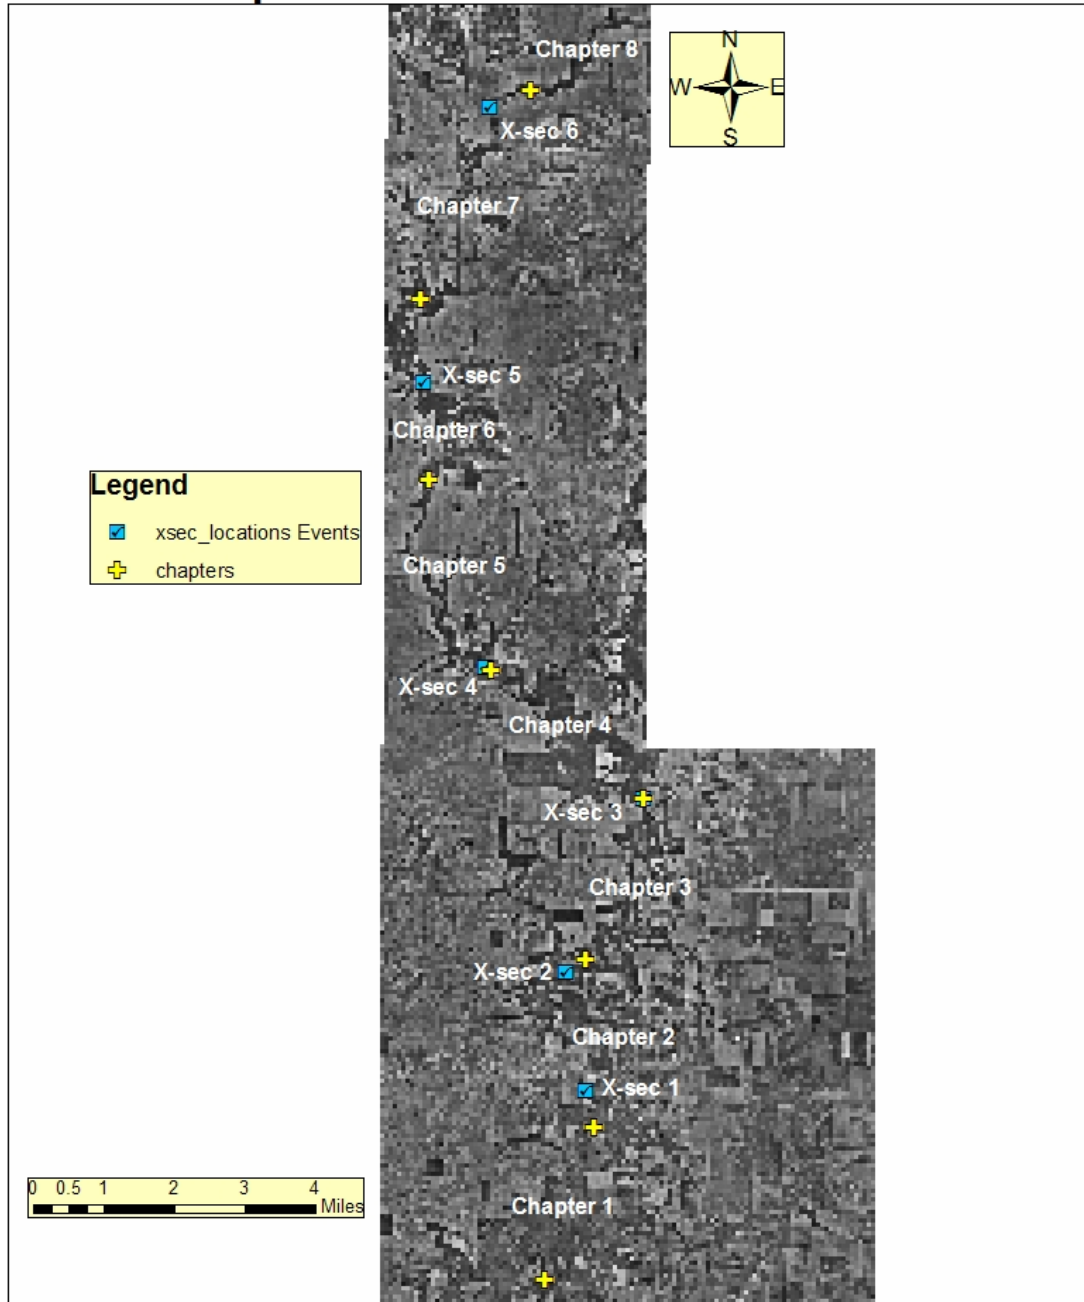 Chapter 8
N
W E
S
X-sec 6
Chapter 7
X-sec 5
Chapter 6
Legend
xsec_locations Events
chapters
Chapter 5
X-sec 4
Chapter 4
X-sec 3
Chapter 3
X-sec 2
Chapter 2
X-sec 1
0 0.5 1 2 3 4
Miles
Chapter 1